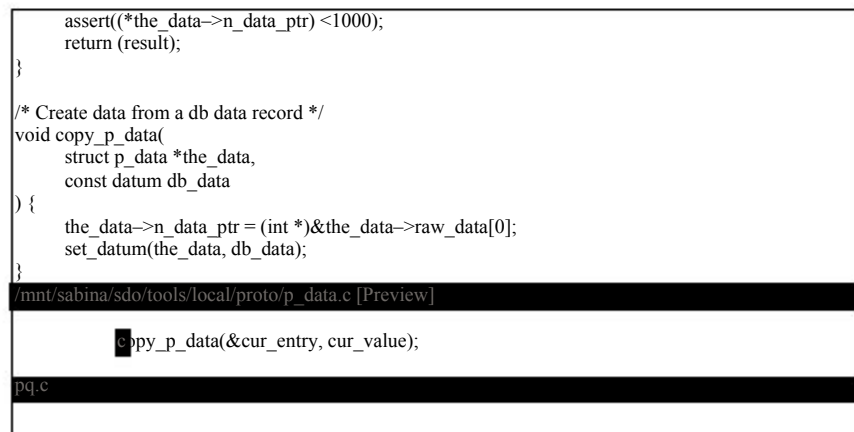 assert((*the_data–>n_data_ptr) <1000);
return (result);
}
/* Create data from a db data record */
void copy_p_data(
struct p_data *the_data,
const datum db_data
) {
the_data–>n_data_ptr = (int *)&the_data–>raw_data[0];
set_datum(the_data, db_data);
}
/mnt/sabina/sdo/tools/local/proto/p_data.c [Preview]
copy_p_data(&cur_entry, cur_value);
pq.c